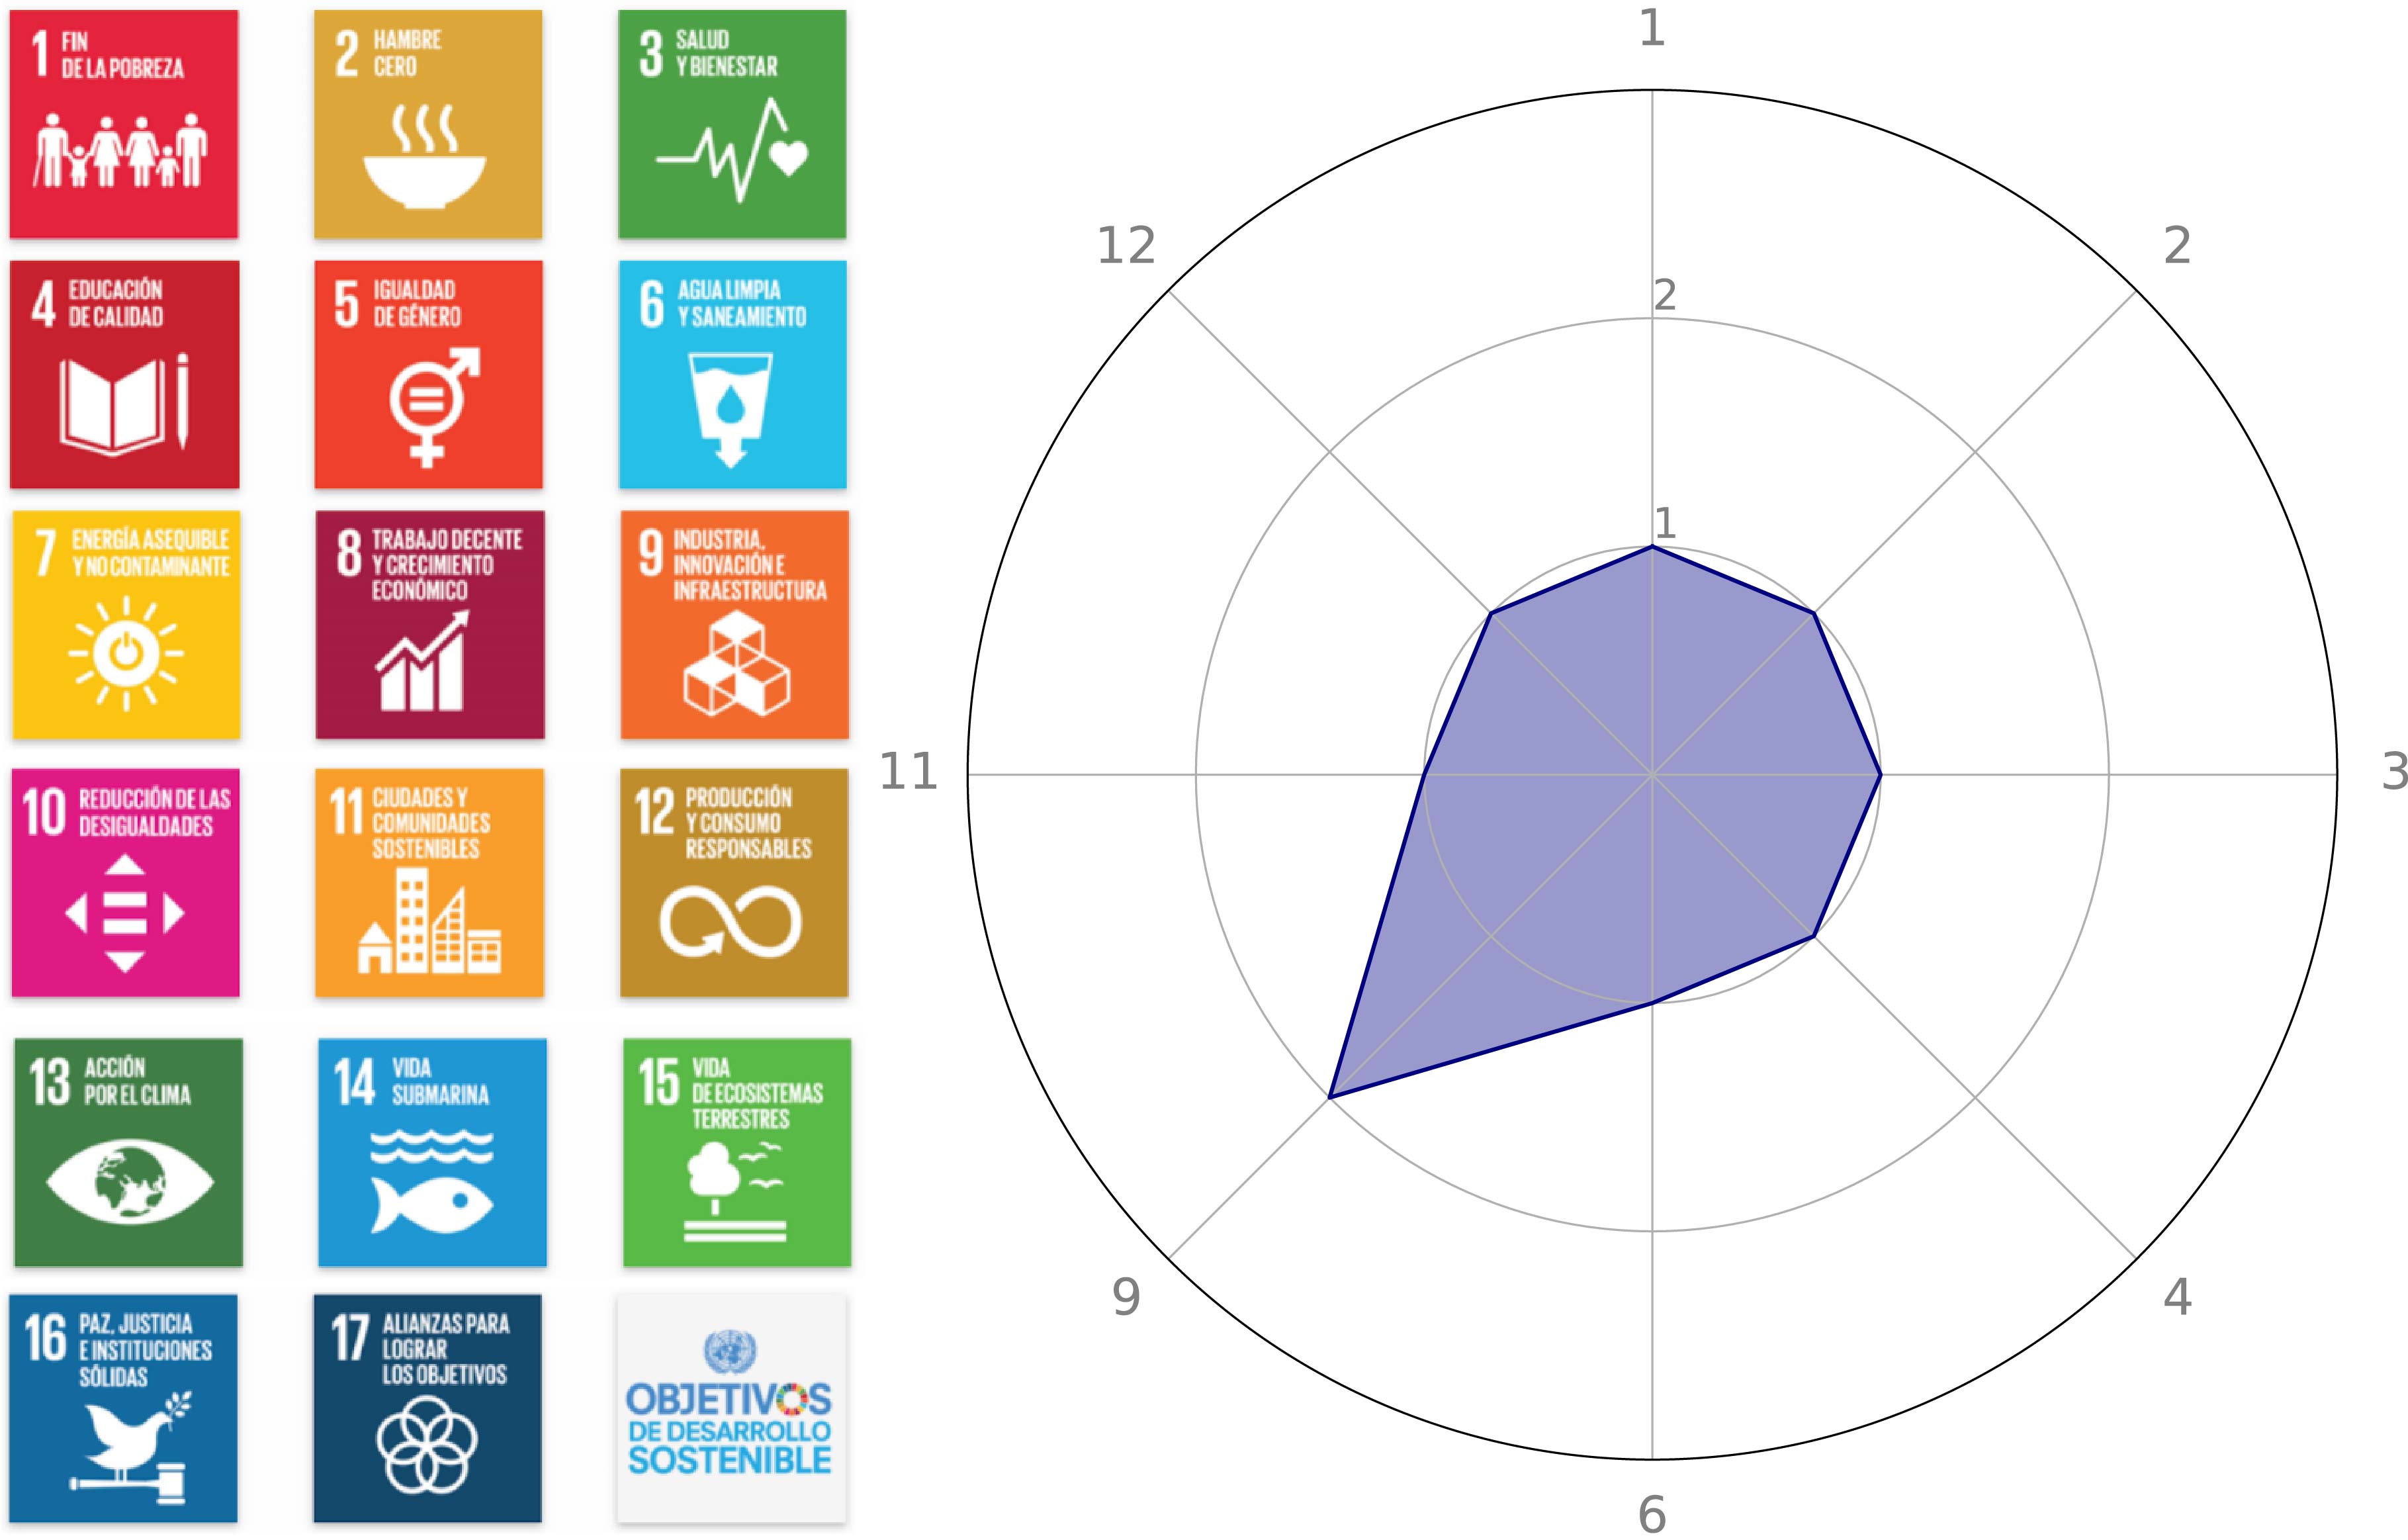 1 FIN
DE LA POBREZA
2 HAMBRE
CERO
3 SALUD
Y BIENESTAR
4 EDUCACIÓN
DE CALIDAD
5 IGUALDAD
DE GÉNERO
6 AGUA LIMPIA
Y SANEAMIENTO
7 ENERGÍA ASEQUIBLE
Y NO CONTAMINANTE
8 TRABAJO DECENTE
Y CRECIMIENTO
ECONÓMICO
9 INDUSTRIA,
INNOVACIÓN E
INFRAESTRUCTURA
10 REDUCCIÓN DE LAS
DESIGUALDADES
11 CIUDADES Y
COMUNIDADES
SOSTENIBLES
12 PRODUCCIÓN
Y CONSUMO
RESPONSABLES
13 ACCIÓN
POR EL CLIMA
14 VIDA
SUBMARINA
15 VIDA
DE ECOSISTEMAS
TERRESTRES
16 PAZ, JUSTICIA
E INSTITUCIONES
SÓLIDAS
17 ALIANZAS PARA
LOGRAR
LOS OBJETIVOS
OBJETIVOS
DE DESARROLLO
SOSTENIBLE
1
12
2
2
1
11
3
9
4
6